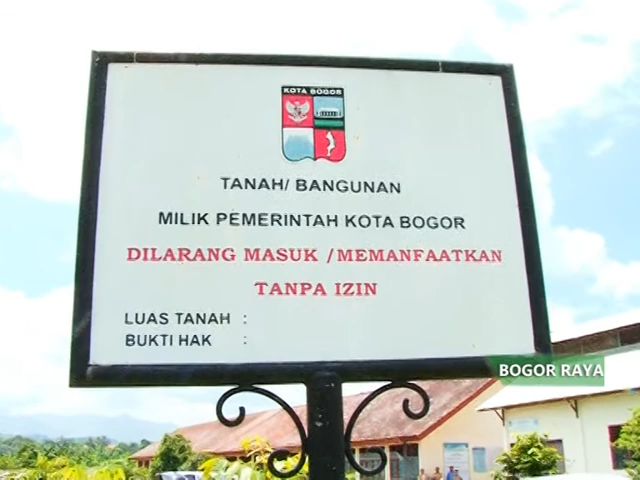 KOTA BOGOR
TANAH/ BANGUNAN
MILIK PEMERINTAH KOTA BOGOR
DILARANG MASUK /MEMANFAATKAN
TANPA IZIN
LUAS TANAH :
BUKTI HAK :
BOGOR RAYA